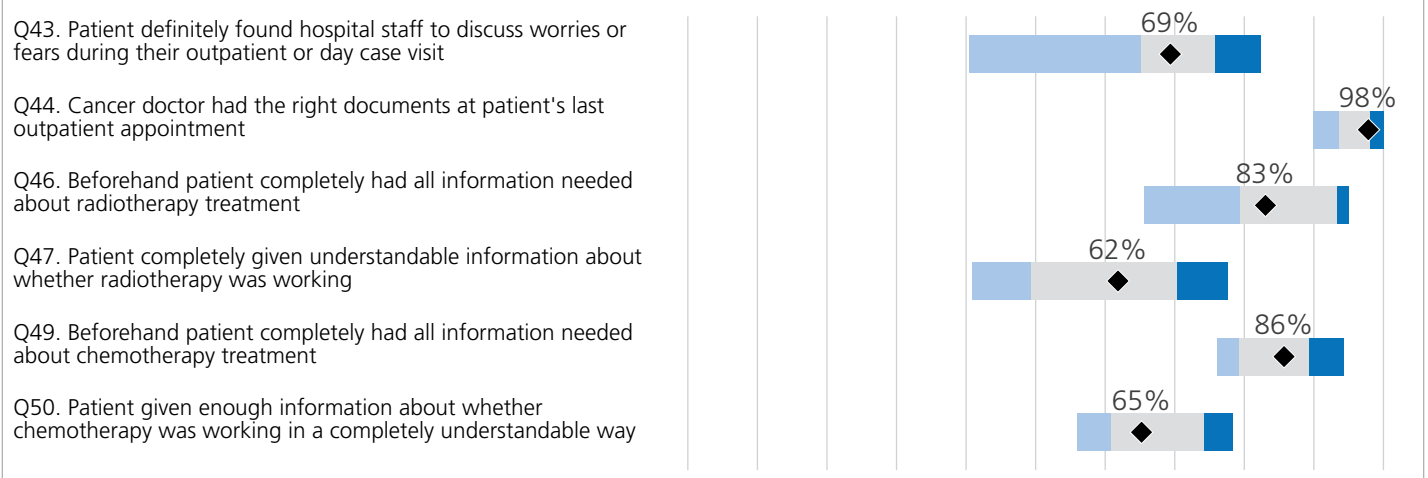 Q43. Patient definitely found hospital staff to discuss worries or
fears during their outpatient or day case visit
69%
Q44. Cancer doctor had the right documents at patient's last
outpatient appointment
98%
Q46. Beforehand patient completely had all information needed
about radiotherapy treatment
83%
Q47. Patient completely given understandable information about
whether radiotherapy was working
62%
Q49. Beforehand patient completely had all information needed
about chemotherapy treatment
86%
Q50. Patient given enough information about whether
chemotherapy was working in a completely understandable way
65%